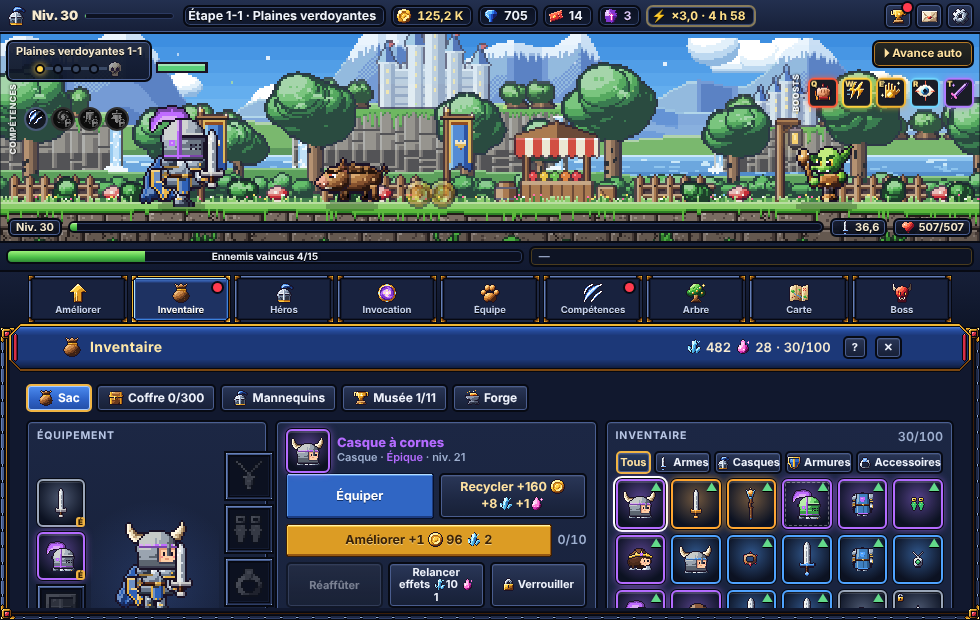 Niv. 30
Étape 1-1 · Plaines verdoyantes
125,2 K
705
14
3
×3,0 · 4 h 58
Plaines verdoyantes 1-1
Avance auto
COMPÉTENCES
BOOSTS
Niv. 30
36,6
507/507
Ennemis vaincus 4/15
—
Améliorer
Inventaire
Héros
Invocation
Equipe
Compétences
Arbre
Carte
Boss
Inventaire
482
28 · 30/100
?
×
Sac
Coffre 0/300
Mannequins
Musée 1/11
Forge
ÉQUIPEMENT
E
E
Casque à cornes
Casque · Épique · niv. 21
Équiper
Recycler +160
+8 +1
Améliorer +1 96 2
0/10
Réaffûter
Relancer
effets 10
1
Verrouiller
INVENTAIRE
30/100
Tous
Armes
Casques
Armures
Accessoires